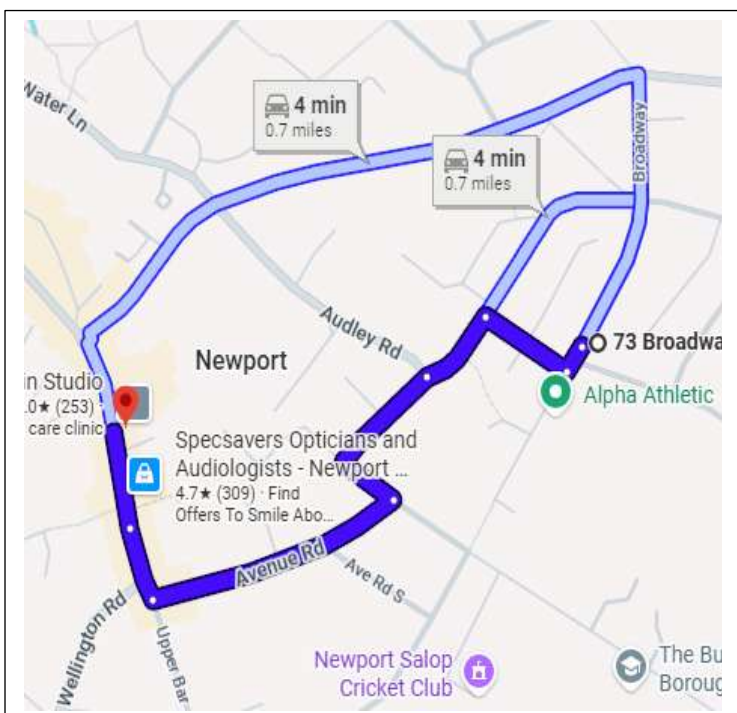 Water Ln
4 min
0.7 miles
4 min
0.7 miles
Broadway
Audley Rd
Newport
73 Broadwa
in Studio
.0★ (253) ·
care clinic
Alpha Athletic
Specsavers Opticians and
Audiologists - Newport ...
4.7★ (309) · Find
Offers To Smile Abo...
Avenue Rd
Ave Rd S
Wellington Rd
Upper Bar
Newport Salop
Cricket Club
The Bu
Boroug